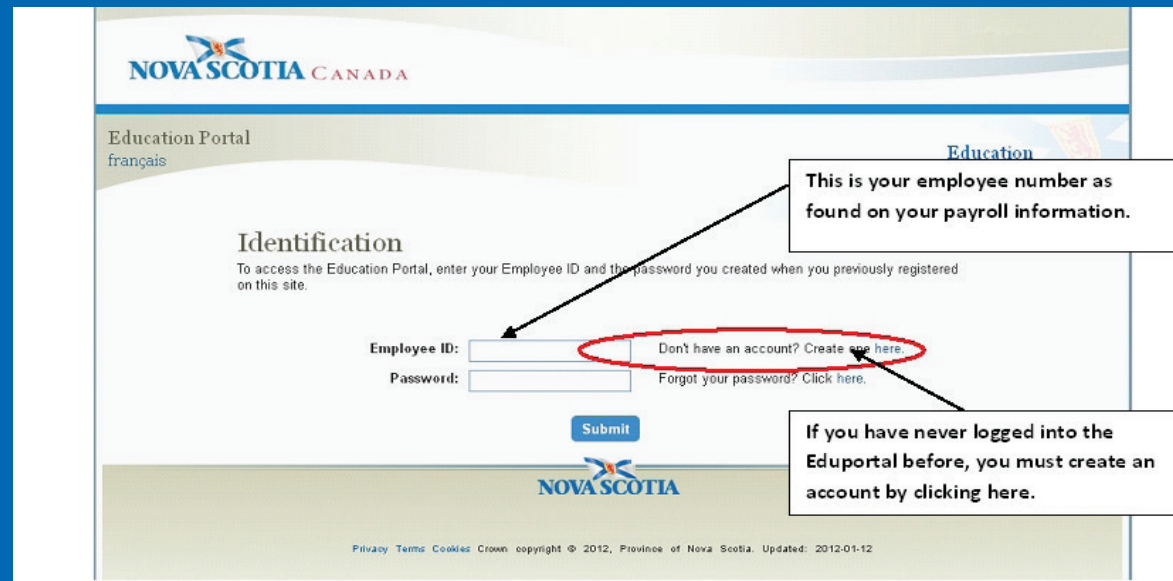 NOVA SCOTIA CANADA
Education Portal
français
Education
This is your employee number as
found on your payroll information.
Identification
To access the Education Portal, enter your Employee ID and the password you created when you previously registered
on this site.
Employee ID:
Don't have an account? Create one here.
Password:
Forgot your password? Click here.
Submit
If you have never logged into the
Eduportal before, you must create an
account by clicking here.
NOVA SCOTIA
Privacy Terms Cookies Crown copyright © 2012, Province of Nova Scotia. Updated: 2012-01-12